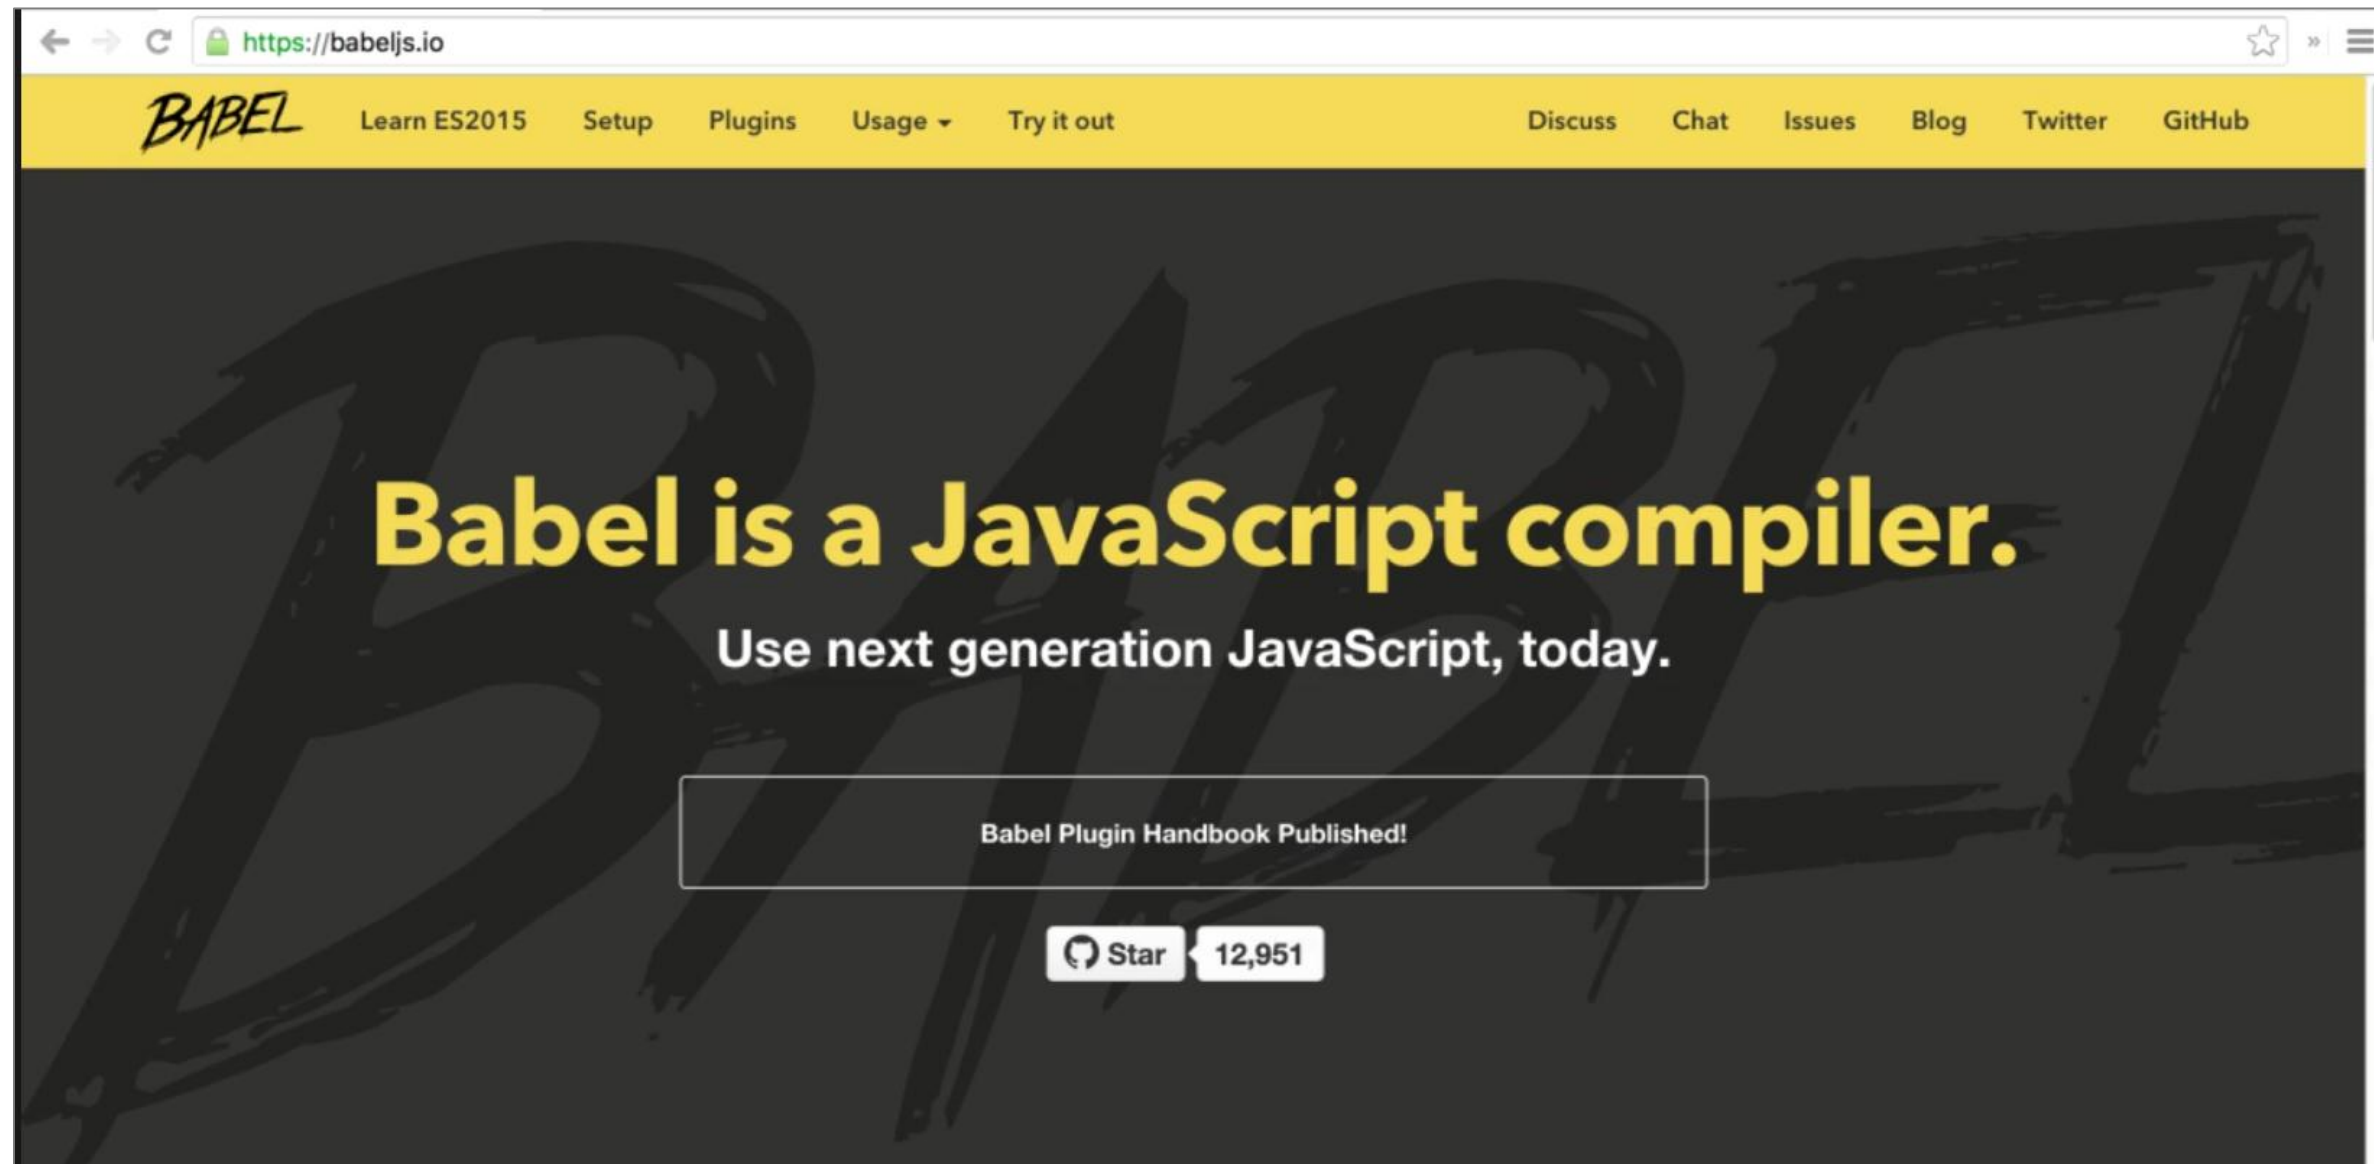 https://babeljs.io
BABEL Learn ES2015 Setup Plugins Usage Try it out Discuss Chat Issues Blog Twitter GitHub
BABEL
Babel is a JavaScript compiler.
Use next generation JavaScript, today.
Babel Plugin Handbook Published!
Star 12,951